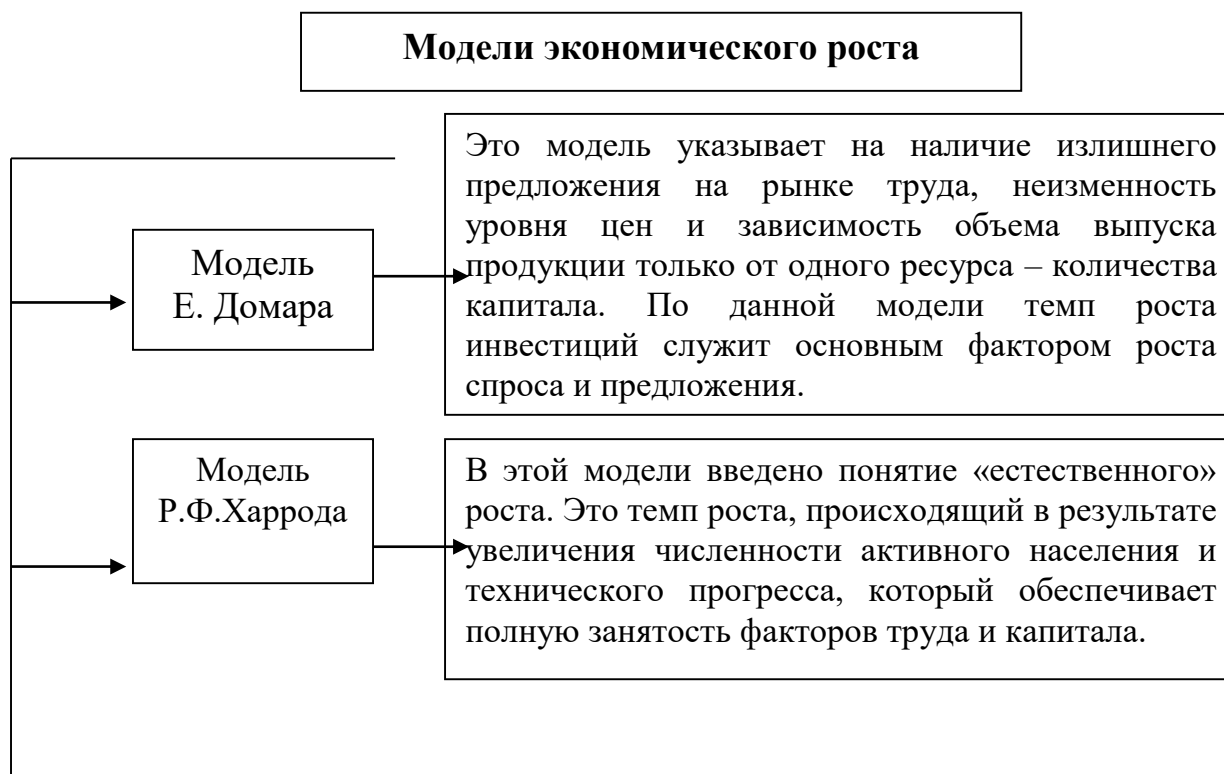 Модели экономического роста
Это модель указывает на наличие излишнего
предложения на рынке труда, неизменность
уровня цен и зависимость объема выпуска
продукции только от одного ресурса – количества
капитала. По данной модели темп роста
инвестиций служит основным фактором роста
спроса и предложения.
Модель
Е. Домара
Модель
Р.Ф.Харрода
В этой модели введено понятие «естественного»
роста. Это темп роста, происходящий в результате
увеличения численности активного населения и
технического прогресса, который обеспечивает
полную занятость факторов труда и капитала.